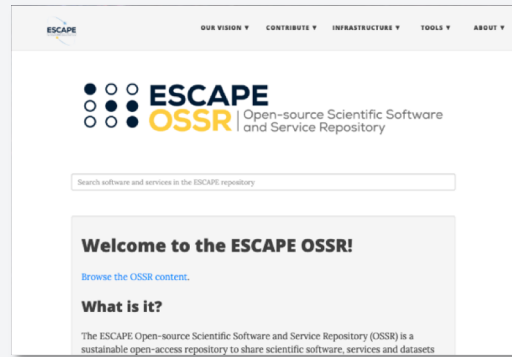 ESCAPE
OUR VISION ▼ CONTRIBUTE ▼ INFRASTRUCTURE ▼ TOOLS ▼ ABOUT ▼
ESCAPE
OSSR | Open-source Scientific Software
and Service Repository
Search software and services in the ESCAPE repository
Welcome to the ESCAPE OSSR!
Browse the OSSR content.
What is it?
The ESCAPE Open-source Scientific Software and Service Repository (OSSR) is a
sustainable open-access repository to share scientific software, services and datasets